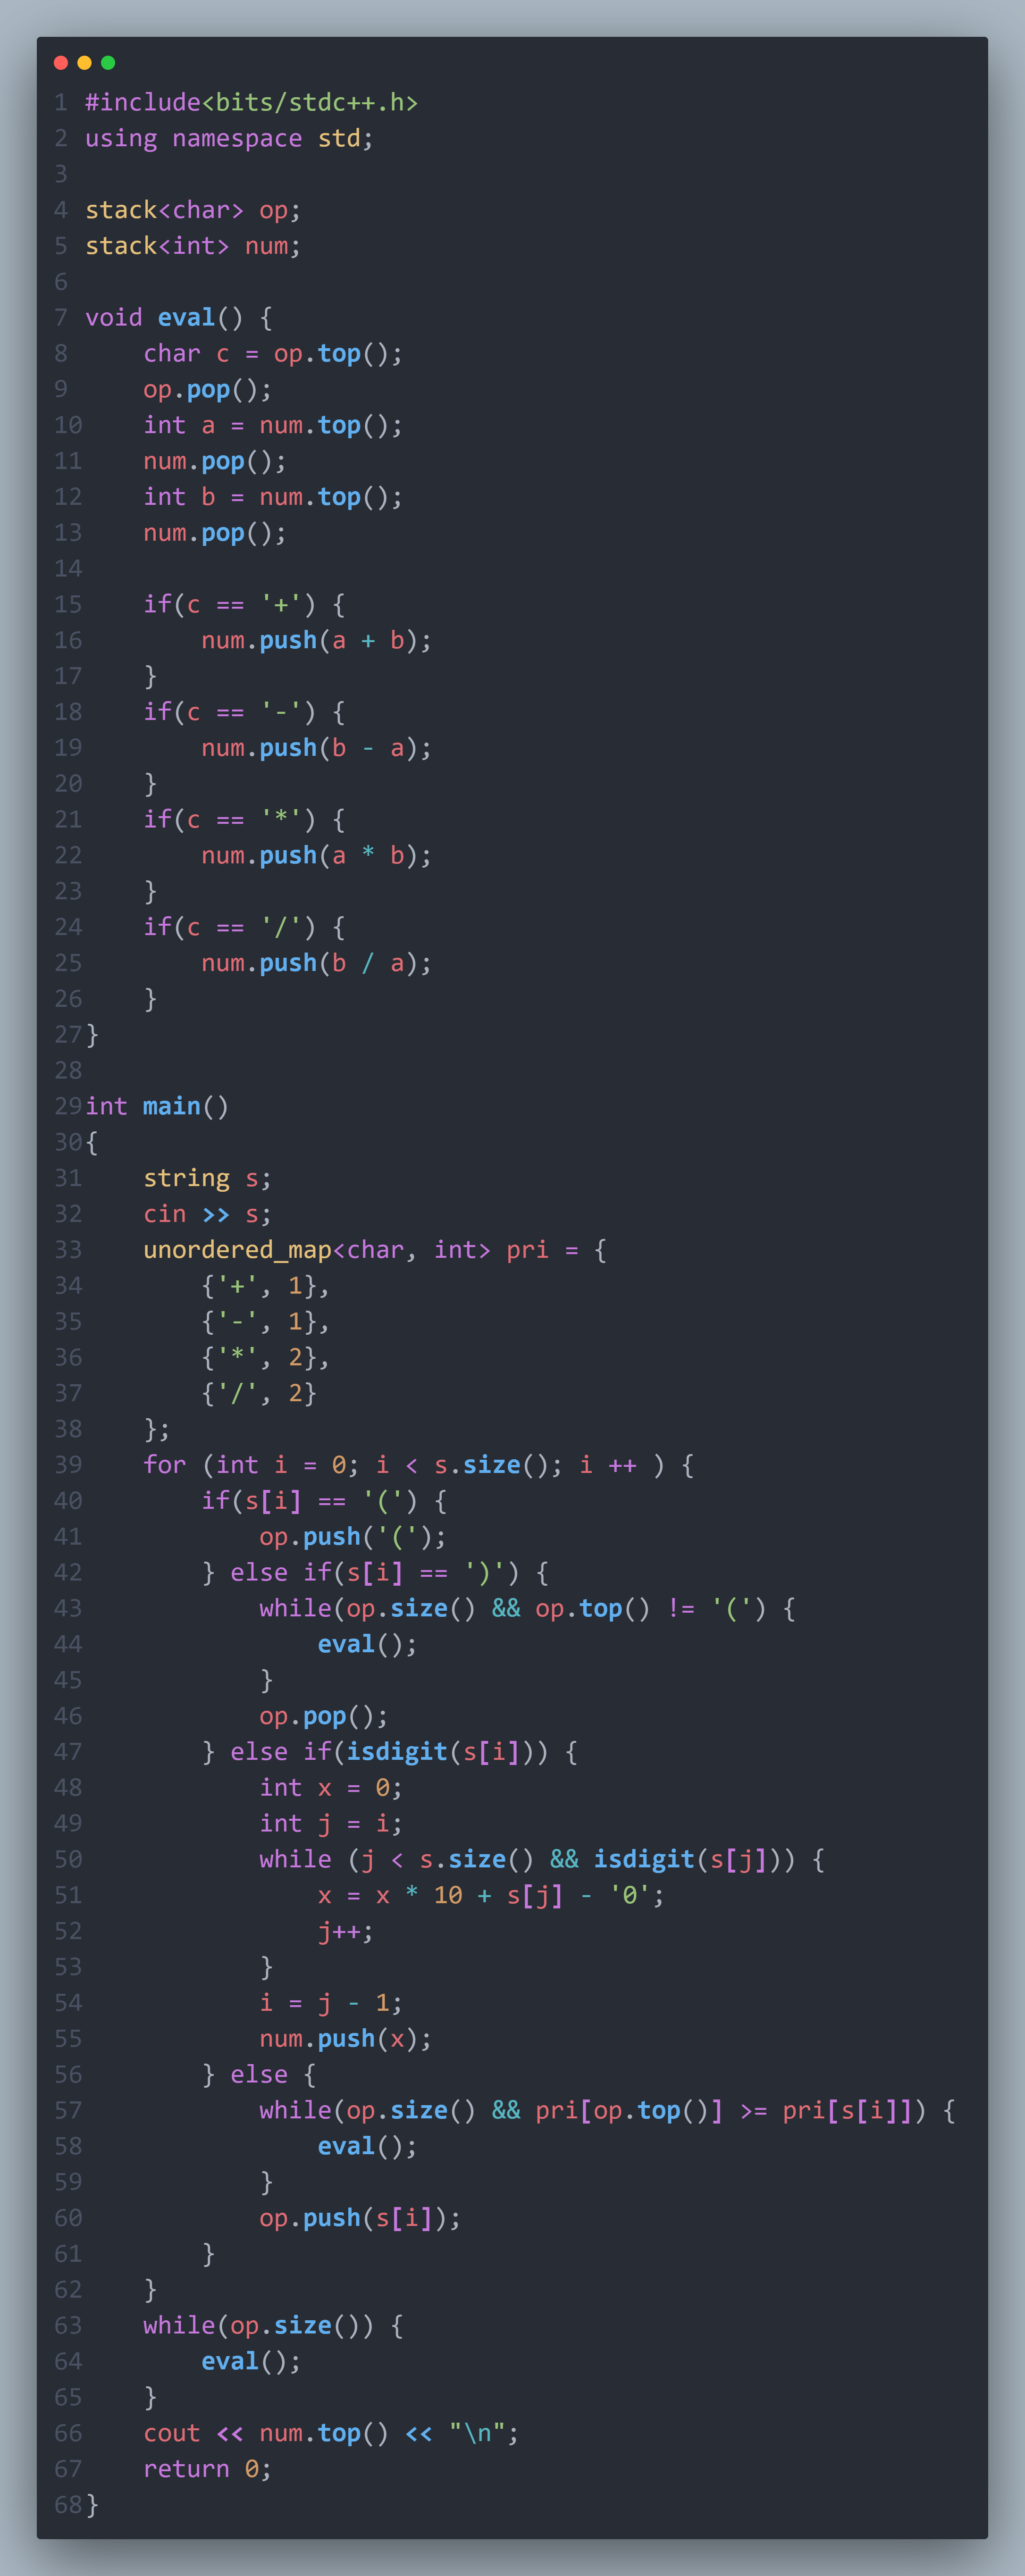 1 #include<bits/stdc++.h>
2 using namespace std;
3
4 stack<char> op;
5 stack<int> num;
6
7 void eval() {
8     char c = op.top();
9     op.pop();
10     int a = num.top();
11     num.pop();
12     int b = num.top();
13     num.pop();
14
15     if(c == '+') {
16         num.push(a + b);
17     }
18     if(c == '-') {
19         num.push(b - a);
20     }
21     if(c == '*') {
22         num.push(a * b);
23     }
24     if(c == '/') {
25         num.push(b / a);
26     }
27 }
28
29 int main()
30 {
31     string s;
32     cin >> s;
33     unordered_map<char, int> pri = {
34         {'+', 1},
35         {'-', 1},
36         {'*', 2},
37         {'/', 2}
38     };
39     for (int i = 0; i < s.size(); i ++ ) {
40         if(s[i] == '(') {
41             op.push('(');
42         } else if(s[i] == ')') {
43             while(op.size() && op.top() != '(') {
44                 eval();
45             }
46             op.pop();
47         } else if(isdigit(s[i])) {
48             int x = 0;
49             int j = i;
50             while (j < s.size() && isdigit(s[j])) {
51                 x = x * 10 + s[j] - '0';
52                 j++;
53             }
54             i = j - 1;
55             num.push(x);
56         } else {
57             while(op.size() && pri[op.top()] >= pri[s[i]]) {
58                 eval();
59             }
60             op.push(s[i]);
61         }
62     }
63     while(op.size()) {
64         eval();
65     }
66     cout << num.top() << "\n";
67     return 0;
68 }